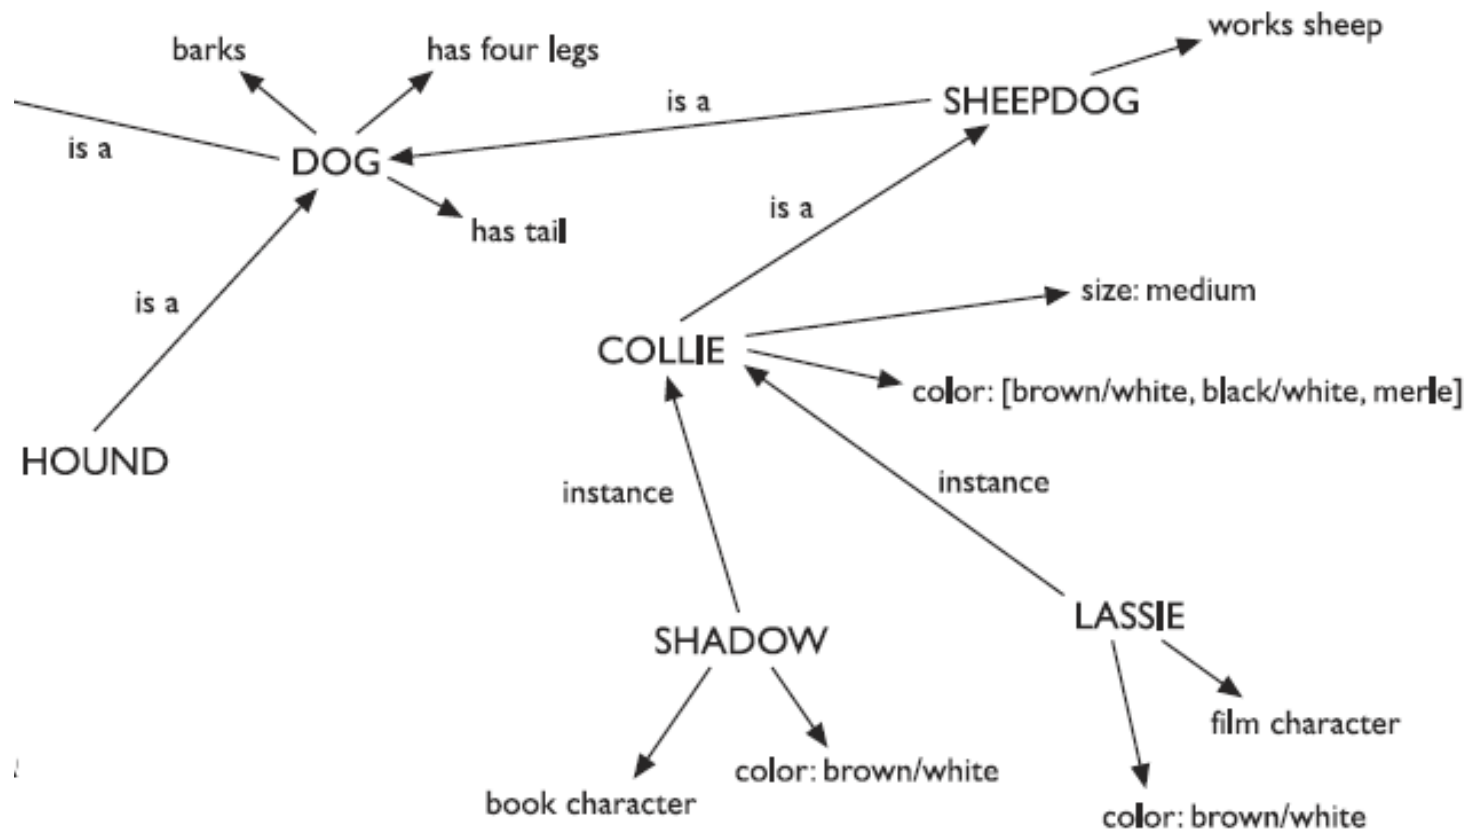 works sheep
barks
has four legs
is a
SHEEPDOG
is a
DOG
is a
has tail
is a
size: medium
COLLIE
color: [brown/white, black/white, merle]
HOUND
instance
instance
LASSIE
SHADOW
film character
color: brown/white
book character
color: brown/white